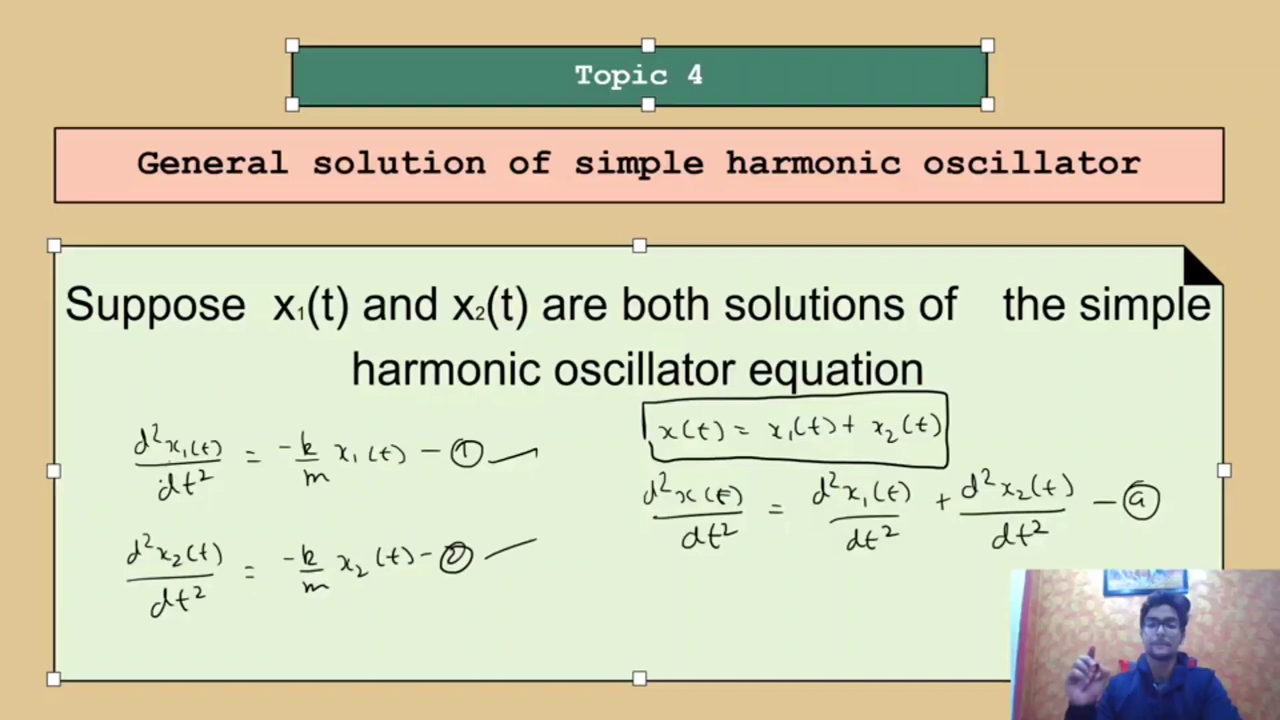 Topic 4
General solution of simple harmonic oscillator
Suppose x₁(t) and x₂(t) are both solutions of the simple
harmonic oscillator equation
d²x₁(t)/dt² = -k/m x₁(t) - ①
d²x₂(t)/dt² = -k/m x₂(t) - ②
x(t) = x₁(t) + x₂(t)
d²x(t)/dt² = d²x₁(t)/dt² + d²x₂(t)/dt² - ⓐ